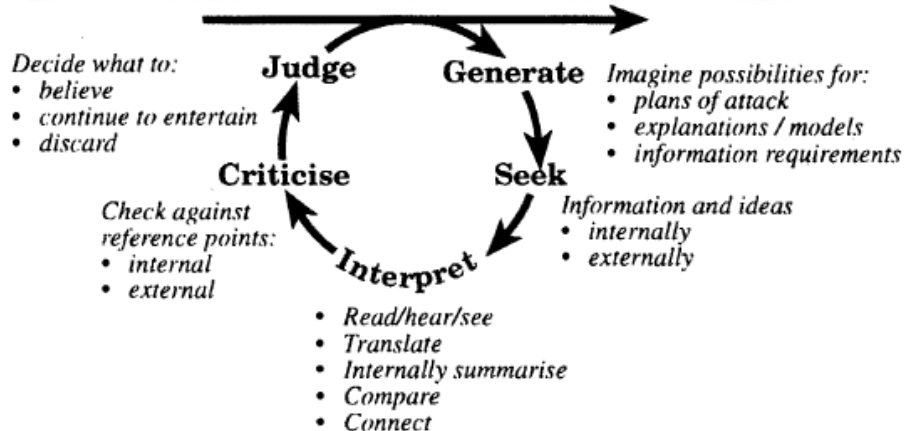 Judge
Generate
Decide what to:
• believe
• continue to entertain
• discard
Imagine possibilities for:
• plans of attack
• explanations / models
• information requirements
Criticise
Seek
Check against
reference points:
• internal
• external
Information and ideas
• internally
• externally
Interpret
• Read/hear/see
• Translate
• Internally summarise
• Compare
• Connect